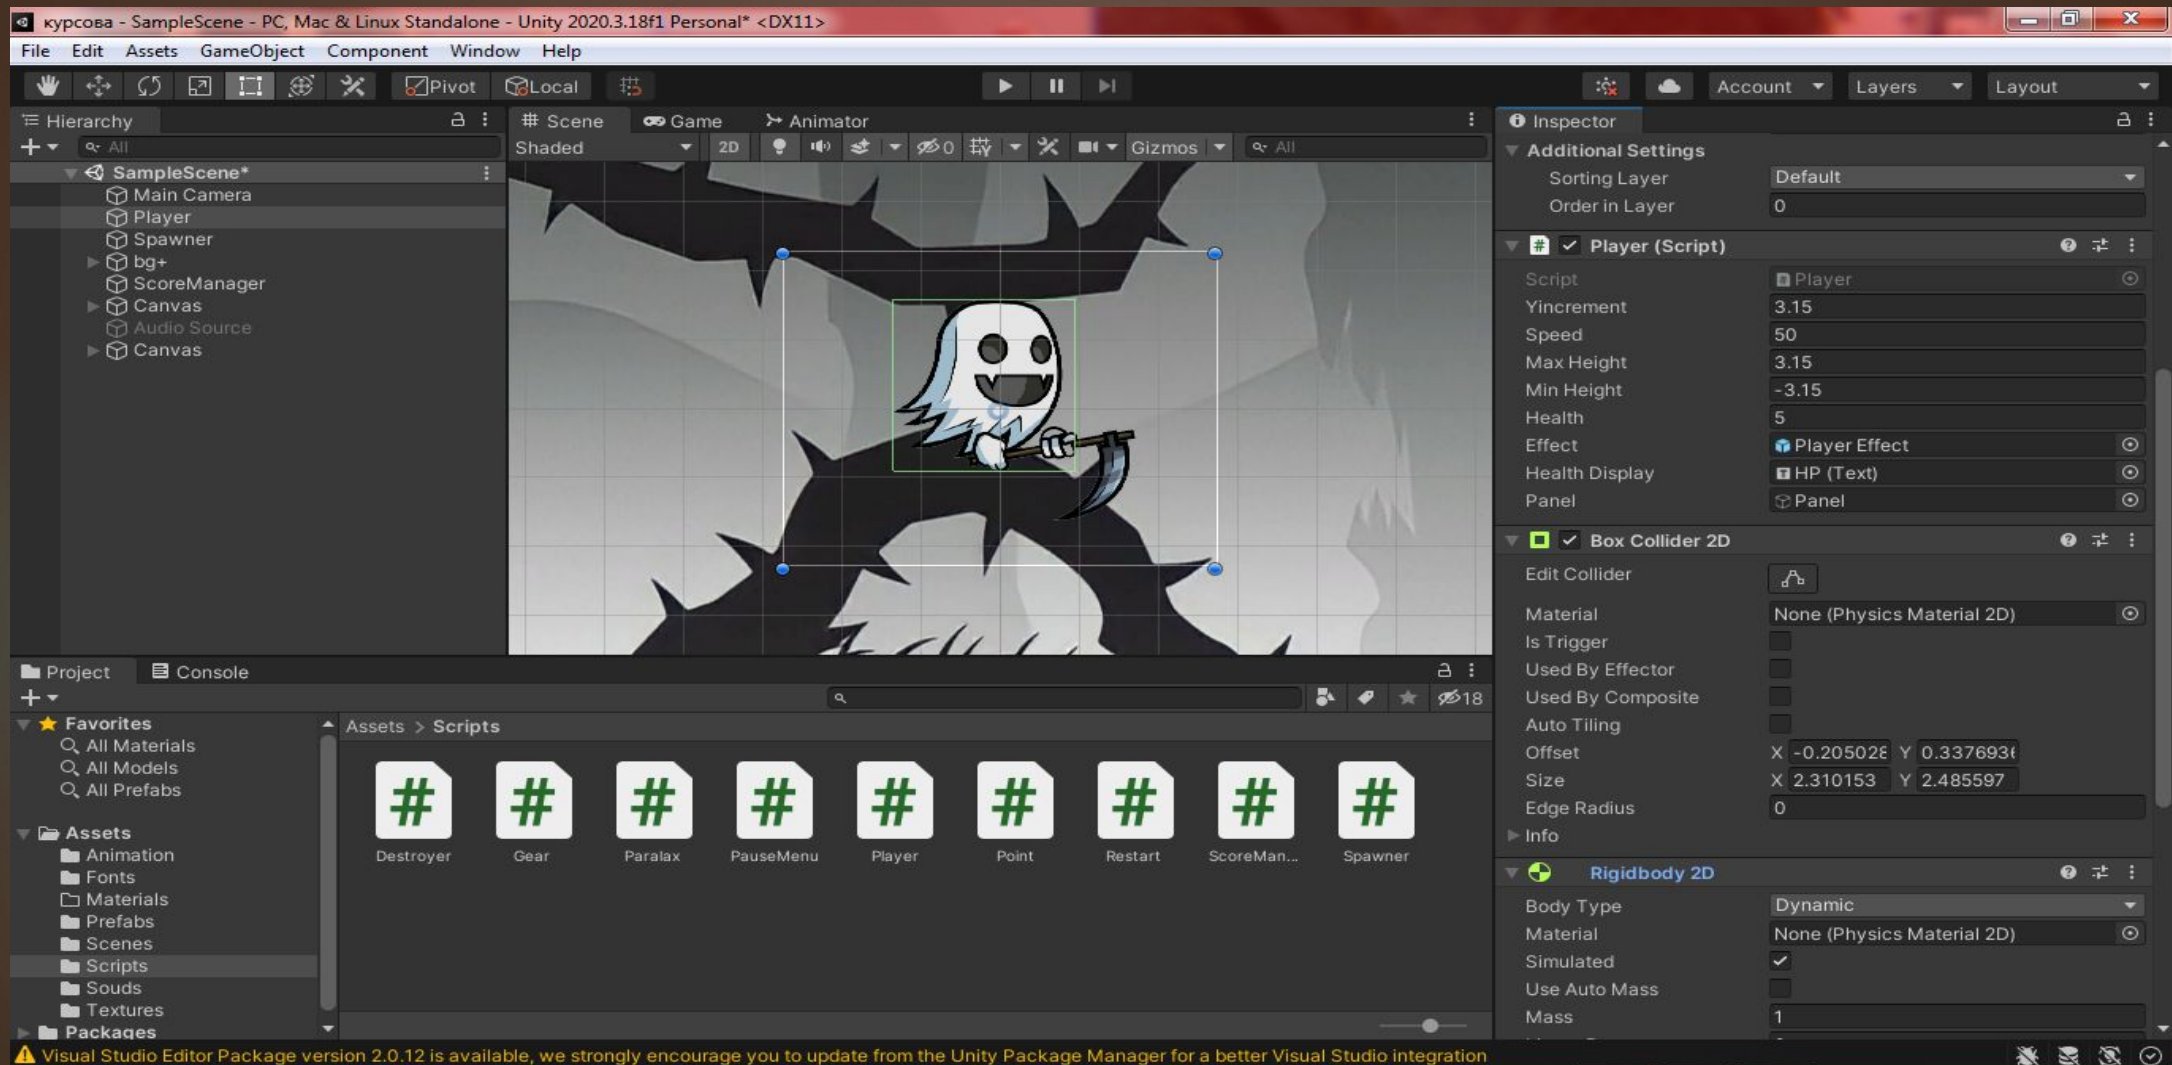 курсова - SampleScene - PC, Mac & Linux Standalone - Unity 2020.3.18f1 Personal* <DX11>
File Edit Assets GameObject Component Window Help
Pivot Local Account Layers Layout
Hierarchy
All
SampleScene*
Main Camera
Player
Spawner
bg+
ScoreManager
Canvas
Audio Source
Canvas
Scene Game Animator
Shaded 2D 0 Gizmos All
Inspector
Additional Settings
Sorting Layer Default
Order in Layer 0
# Player (Script)
Script Player
Yincrement 3.15
Speed 50
Max Height 3.15
Min Height -3.15
Health 5
Effect Player Effect
Health Display HP (Text)
Panel Panel
Box Collider 2D
Edit Collider
Material None (Physics Material 2D)
Is Trigger
Used By Effector
Used By Composite
Auto Tiling
Offset X -0.205028 Y 0.3376936
Size X 2.310153 Y 2.485597
Edge Radius 0
Info
Rigidbody 2D
Body Type Dynamic
Material None (Physics Material 2D)
Simulated
Use Auto Mass
Mass 1
Project Console
18
Favorites
All Materials
All Models
All Prefabs
Assets
Animation
Fonts
Materials
Prefabs
Scenes
Scripts
Souds
Textures
Packages
Assets > Scripts
# # # # # # # # #
Destroyer Gear Paralax PauseMenu Player Point Restart ScoreMan... Spawner
Visual Studio Editor Package version 2.0.12 is available, we strongly encourage you to update from the Unity Package Manager for a better Visual Studio integration